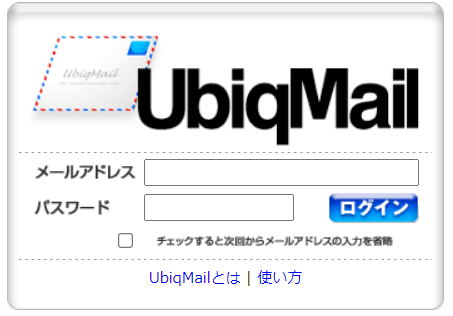 UbiqMail
UbiqMail
メールアドレス
パスワード
ログイン
チェックすると次回からメールアドレスの入力を省略
UbiqMailとは | 使い方